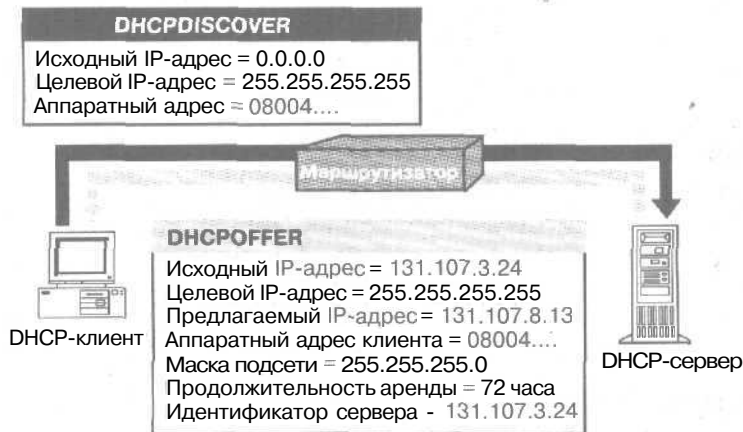 DHCPDISCOVER
Исходный IP-адрес = 0.0.0.0
Целевой IP-адрес = 255.255.255.255
Аппаратный адрес = 08004....
Маршрутизатор
DHCPOFFER
Исходный IP-адрес = 131.107.3.24
Целевой IP-адрес = 255.255.255.255
Предлагаемый IP-адрес = 131.107.8.13
Аппаратный адрес клиента = 08004....
Маска подсети = 255.255.255.0
Продолжительность аренды = 72 часа
Идентификатор сервера - 131.107.3.24
DHCP-клиент
DHCP-сервер